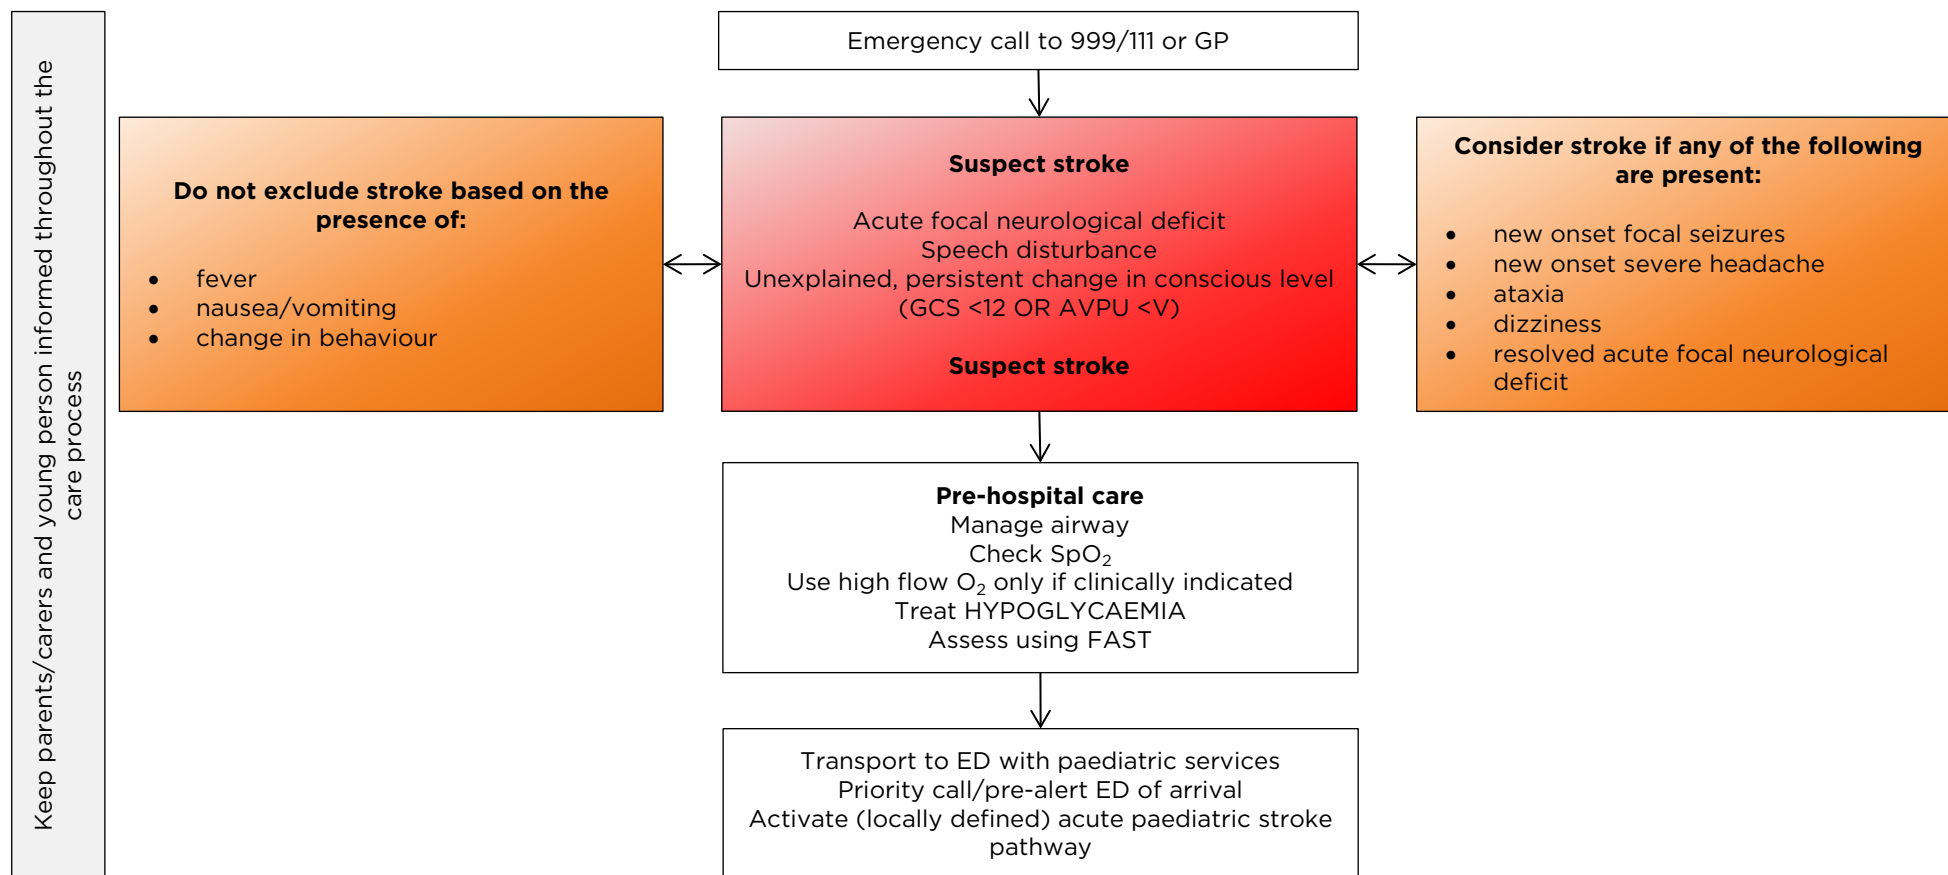 Keep parents/carers and young person informed throughout the
care process
Emergency call to 999/111 or GP
Do not exclude stroke based on the
presence of:
• fever
• nausea/vomiting
• change in behaviour
Suspect stroke
Acute focal neurological deficit
Speech disturbance
Unexplained, persistent change in conscious level
(GCS <12 OR AVPU <V)
Suspect stroke
Consider stroke if any of the following
are present:
• new onset focal seizures
• new onset severe headache
• ataxia
• dizziness
• resolved acute focal neurological
deficit
Pre-hospital care
Manage airway
Check SpO₂
Use high flow O₂ only if clinically indicated
Treat HYPOGLYCAEMIA
Assess using FAST
Transport to ED with paediatric services
Priority call/pre-alert ED of arrival
Activate (locally defined) acute paediatric stroke
pathway